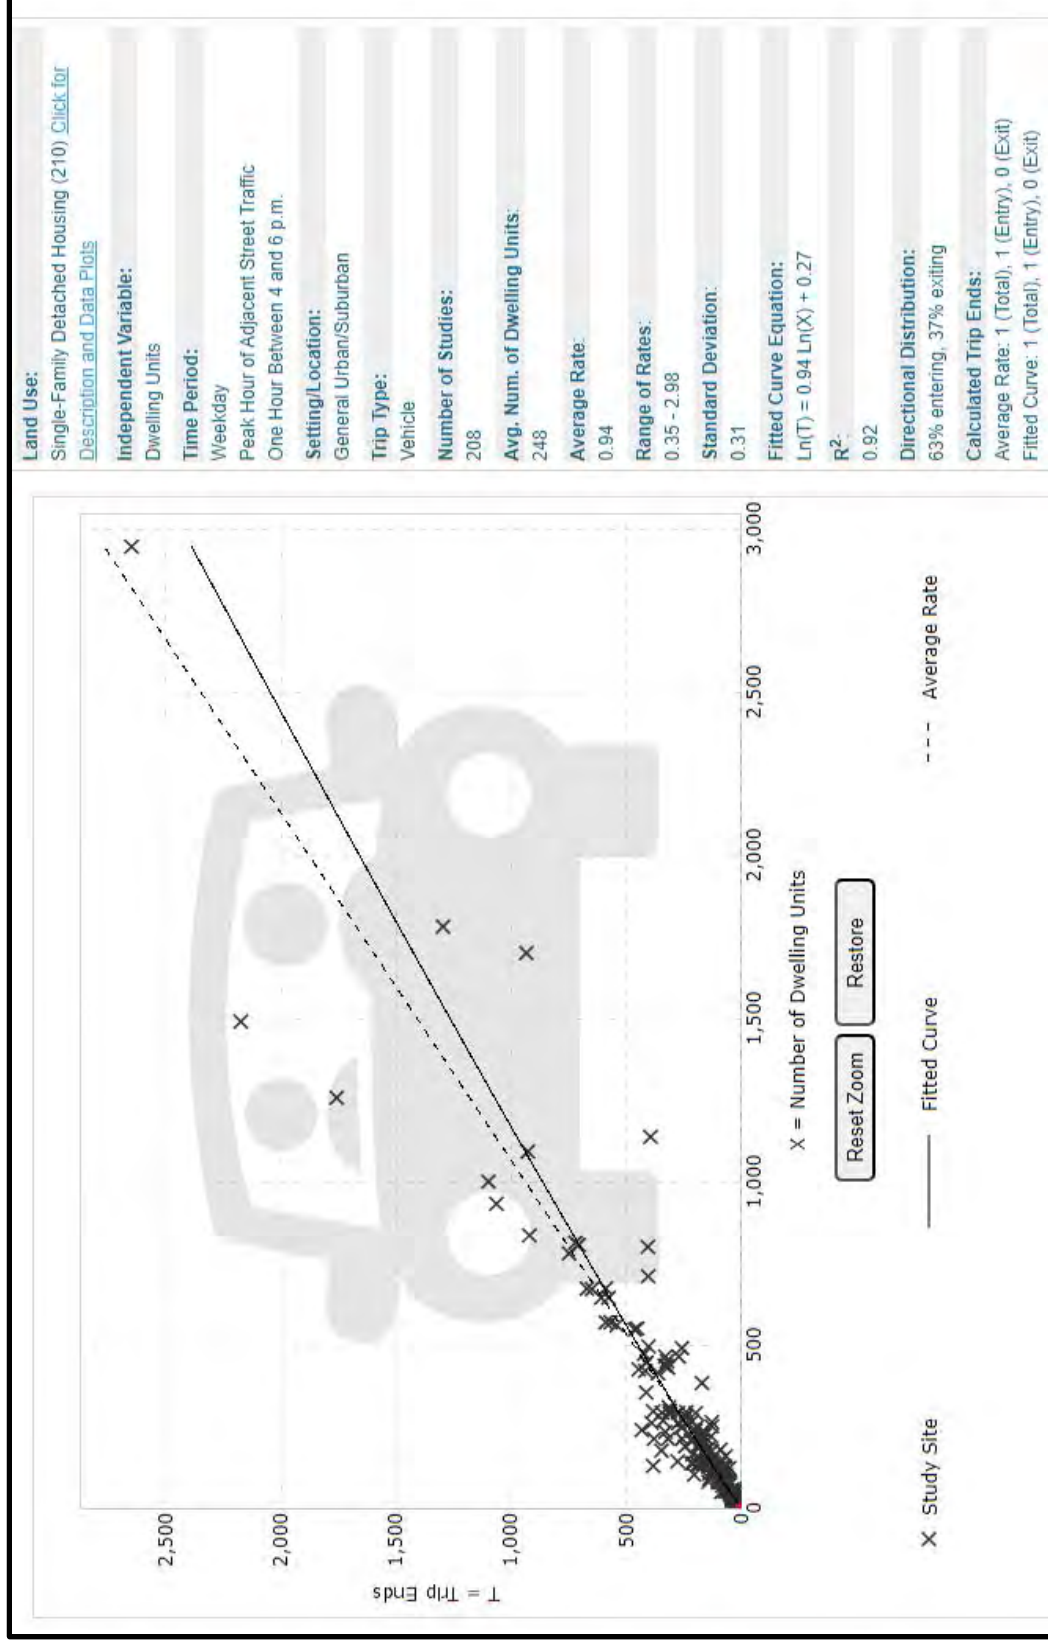 Land Use:
Single-Family Detached Housing (210) Click for
Description and Data Plots
Independent Variable:
Dwelling Units
Time Period:
Weekday
Peak Hour of Adjacent Street Traffic
One Hour Between 4 and 6 p.m.
Setting/Location:
General Urban/Suburban
Trip Type:
Vehicle
Number of Studies:
208
Avg. Num. of Dwelling Units:
248
Average Rate:
0.94
Range of Rates:
0.35 - 2.98
Standard Deviation:
0.31
Fitted Curve Equation:
Ln(T) = 0.94 Ln(X) + 0.27
R²:
0.92
Directional Distribution:
63% entering, 37% exiting
Calculated Trip Ends:
Average Rate: 1 (Total), 1 (Entry), 0 (Exit)
Fitted Curve: 1 (Total), 1 (Entry), 0 (Exit)
T = Trip Ends
2,500
2,000
1,500
1,000
500
0
0
500
1,000
1,500
2,000
2,500
3,000
X = Number of Dwelling Units
Reset Zoom
Restore
Study Site
Fitted Curve
Average Rate